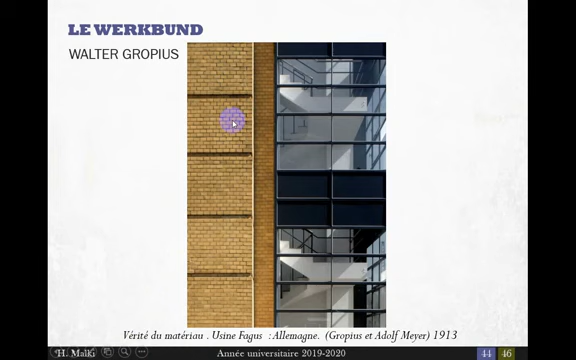 LE WERKBUND
WALTER GROPIUS
Vérité du matériau . Usine Fagus : Allemagne. (Gropius et Adolf Meyer) 1913
H. Malki
Année universitaire 2019-2020
44 46